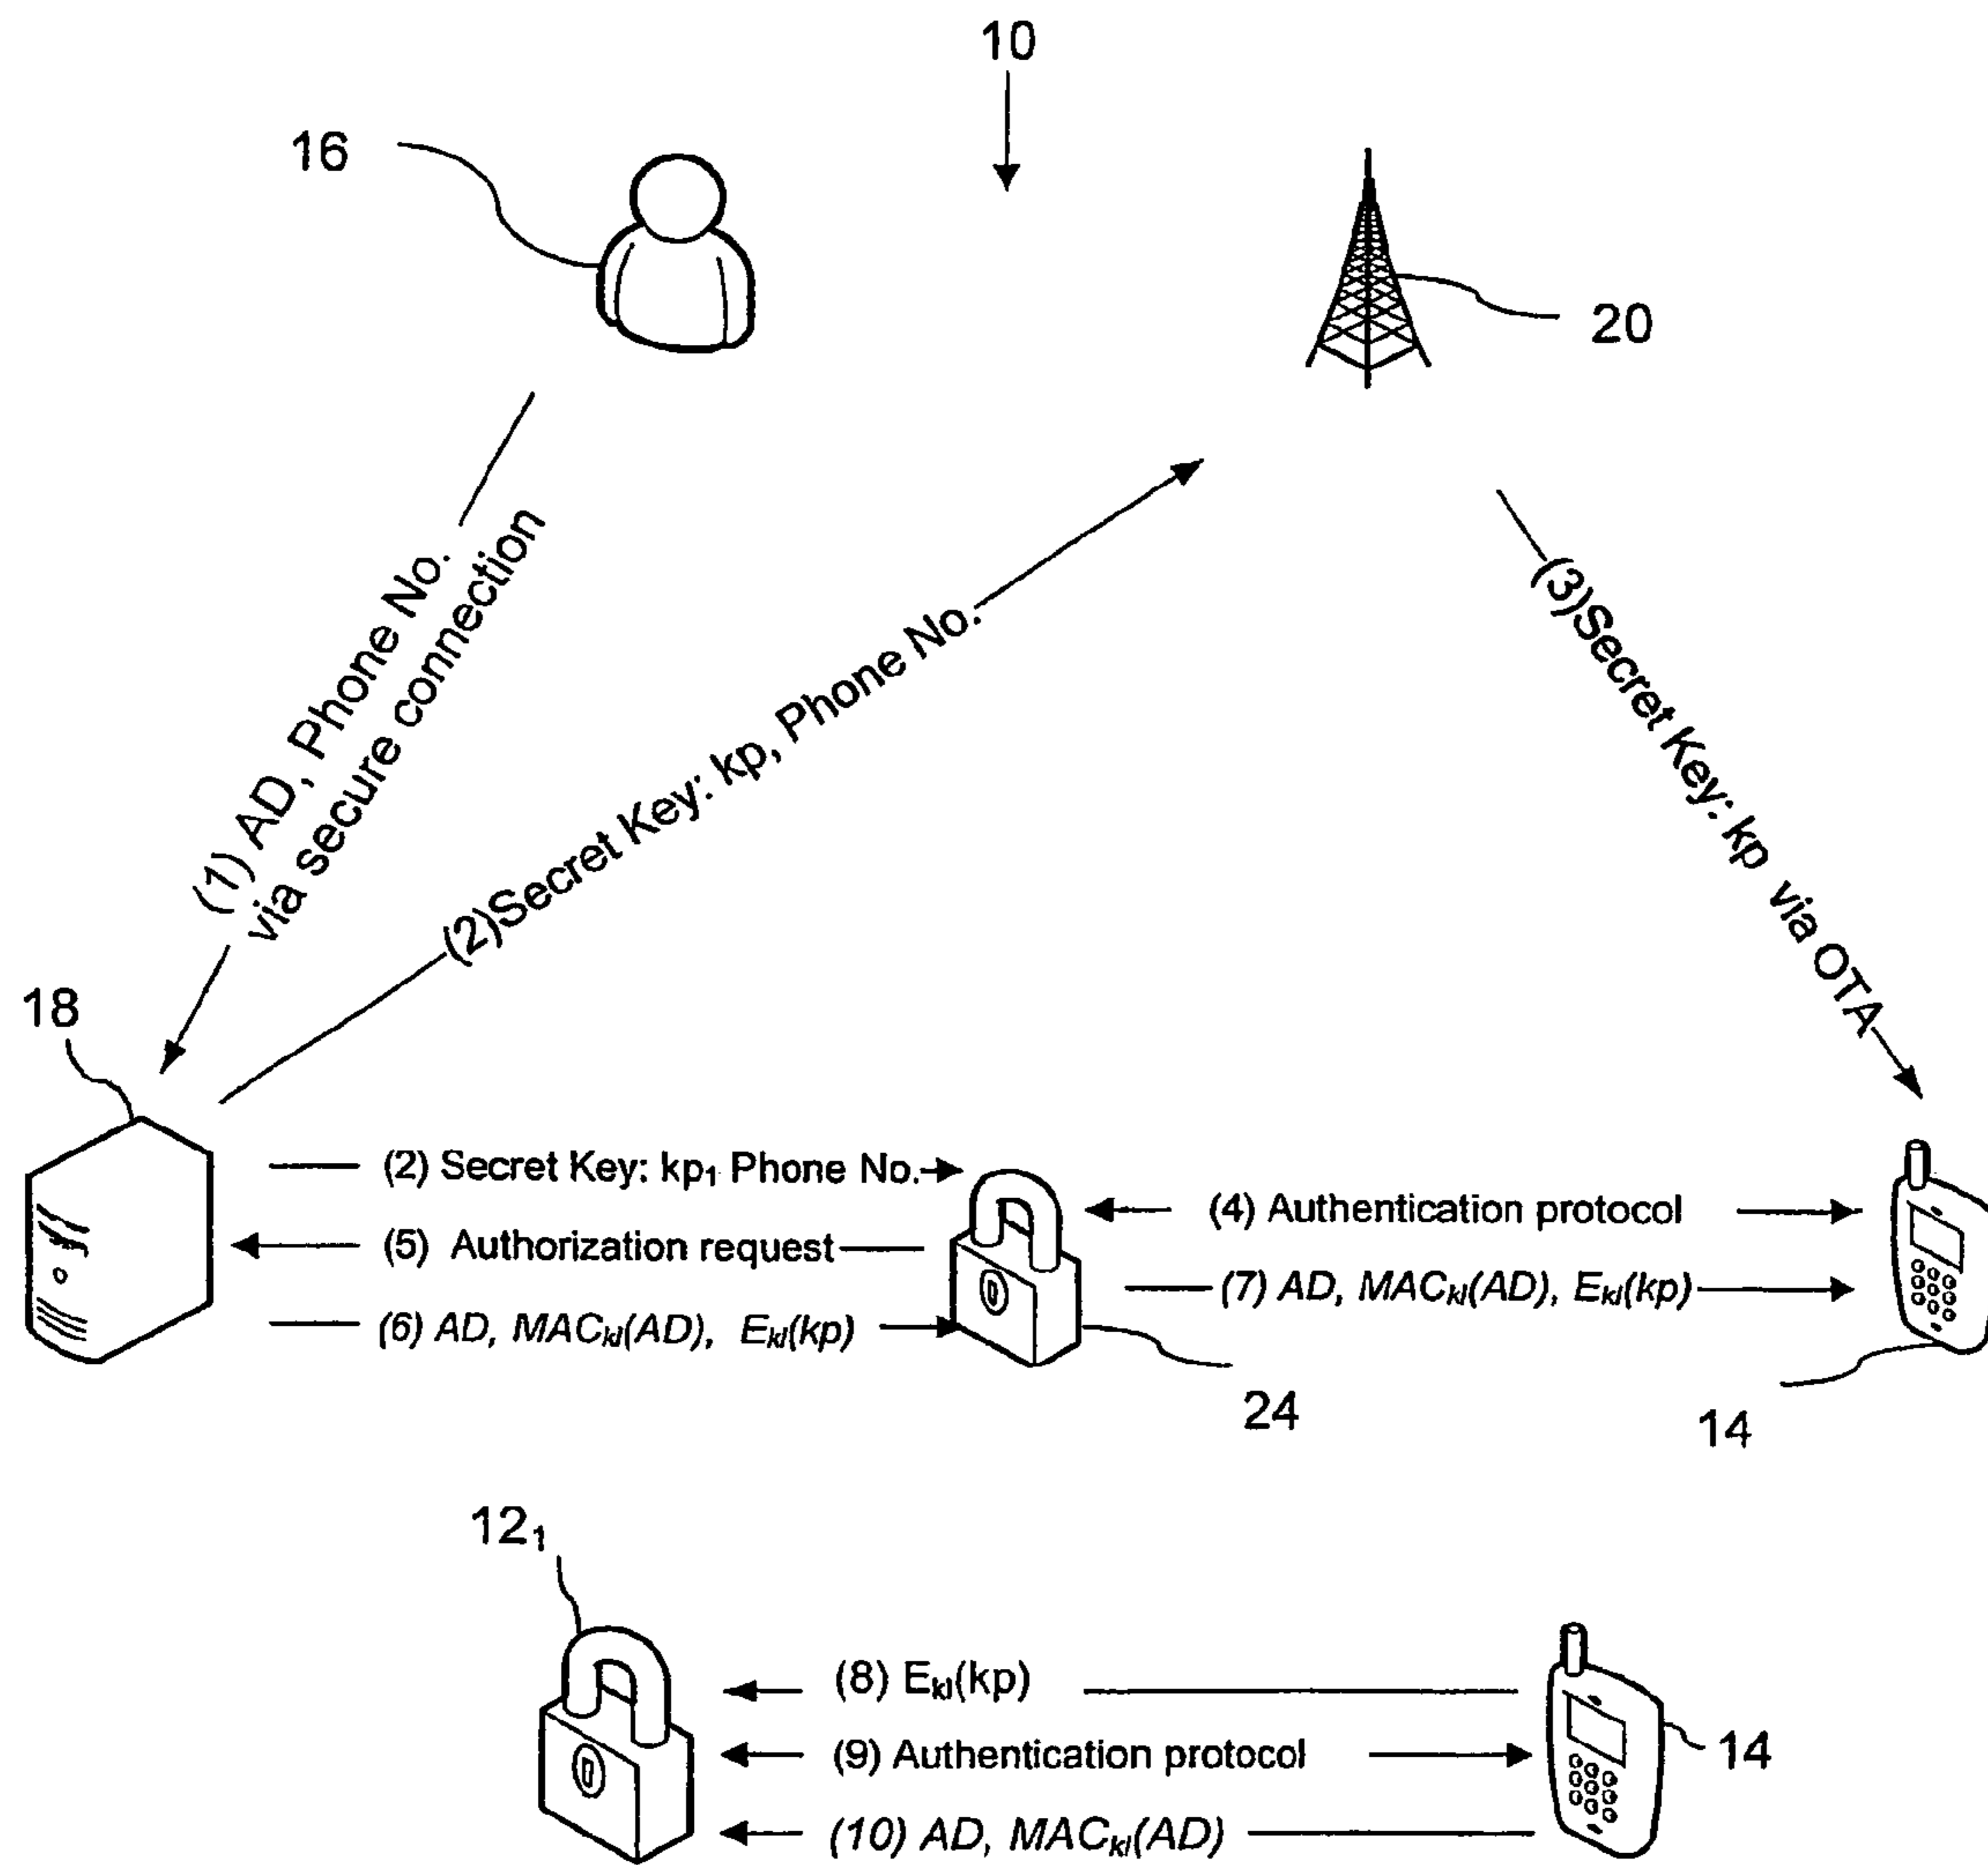 10
16
20
(1) AD, Phone No.
via secure connection
(2)Secret Key: kp, Phone No.
(3)Secret Key: kp via OTA
18
(2) Secret Key: kp₁ Phone No.
(4) Authentication protocol
(5) Authorization request
(7) AD, MACkl(AD), Ekl(kp)
(6) AD, MACkl(AD), Ekl(kp)
24
14
12₁
(8) Ekl(kp)
(9) Authentication protocol
14
(10) AD, MACkl(AD)